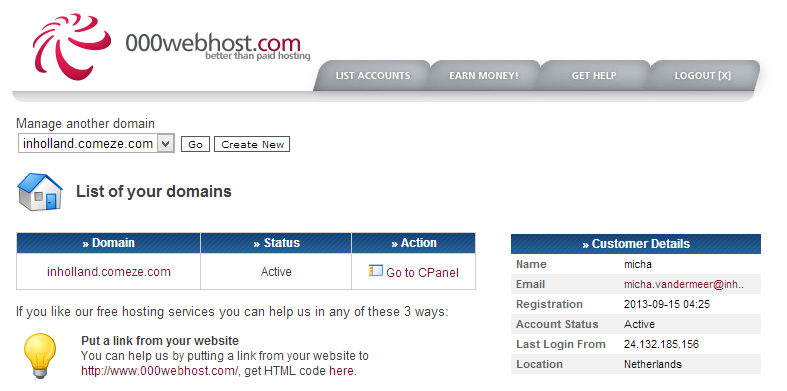 000webhost.com
better than paid hosting
LIST ACCOUNTS EARN MONEY! GET HELP LOGOUT [X]
Manage another domain
inholland.comeze.com Go Create New
List of your domains
» Domain » Status » Action
inholland.comeze.com Active Go to CPanel
If you like our free hosting services you can help us in any of these 3 ways:
Put a link from your website
You can help us by putting a link from your website to
http://www.000webhost.com/, get HTML code here.
» Customer Details
Name micha
Email micha.vandermeer@inh..
Registration 2013-09-15 04:25
Account Status Active
Last Login From 24.132.185.156
Location Netherlands